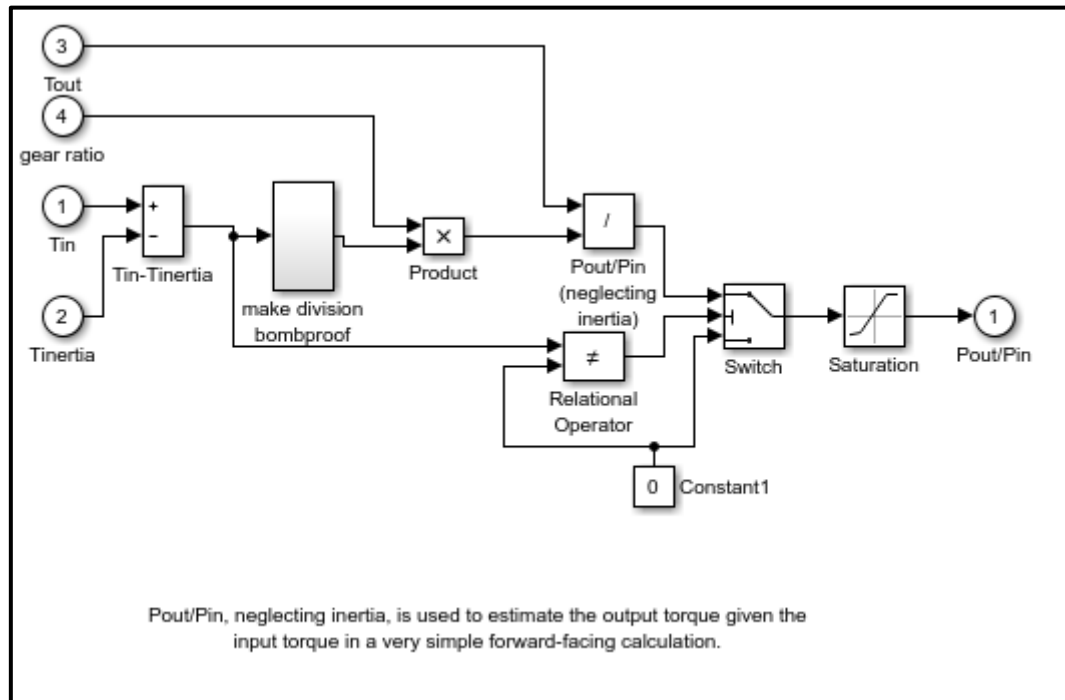 3
Tout
4
gear ratio
1
Tin
+
−
Tin-Tinertia
2
Tinertia
make division
bombproof
×
Product
/
Pout/Pin
(neglecting
inertia)
≠
Relational
Operator
0
Constant1
Switch
Saturation
1
Pout/Pin
Pout/Pin, neglecting inertia, is used to estimate the output torque given the
input torque in a very simple forward-facing calculation.